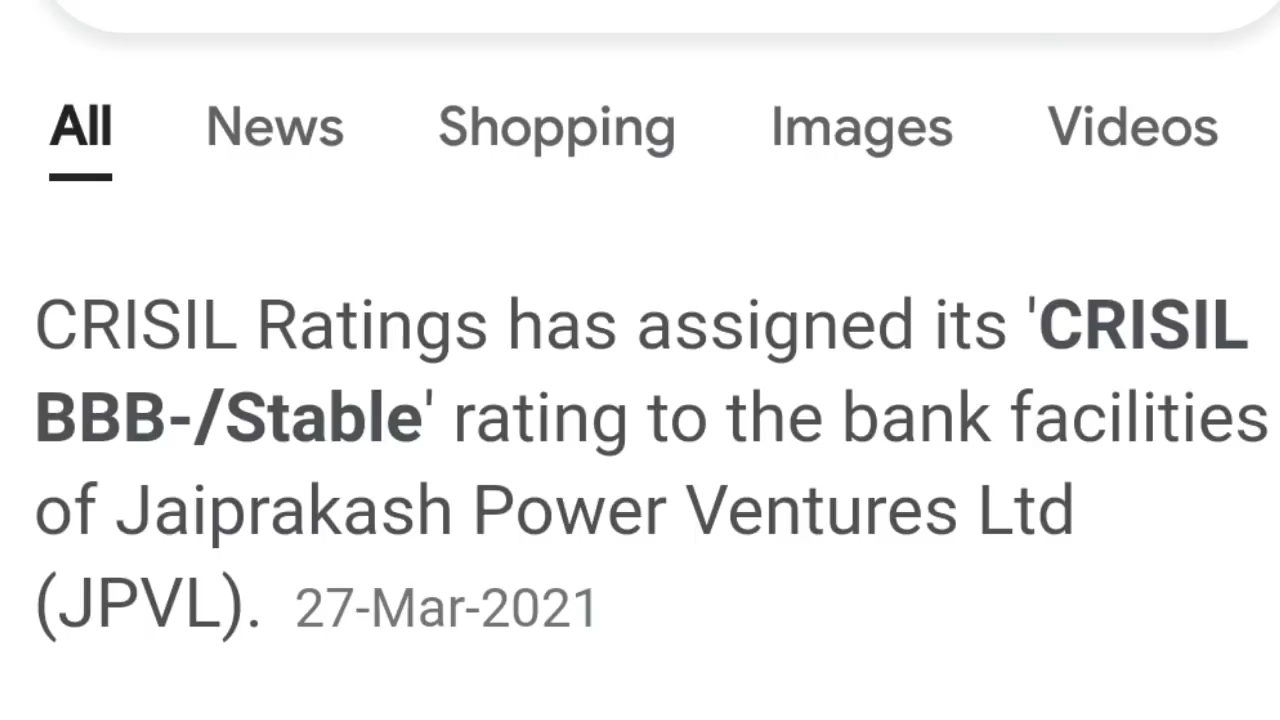 All News Shopping Images Videos
CRISIL Ratings has assigned its 'CRISIL
BBB-/Stable' rating to the bank facilities
of Jaiprakash Power Ventures Ltd
(JPVL). 27-Mar-2021